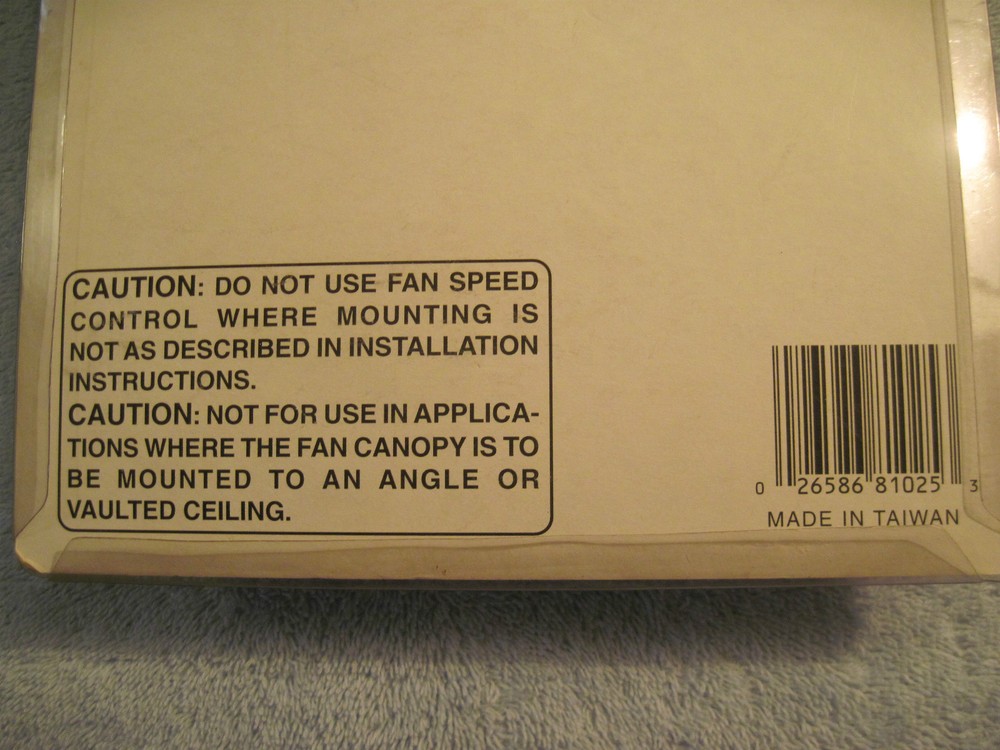 CAUTION: DO NOT USE FAN SPEED
CONTROL WHERE MOUNTING IS
NOT AS DESCRIBED IN INSTALLATION
INSTRUCTIONS.
CAUTION: NOT FOR USE IN APPLICA-
TIONS WHERE THE FAN CANOPY IS TO
BE MOUNTED TO AN ANGLE OR
VAULTED CEILING.
0 26586 81025 3
MADE IN TAIWAN